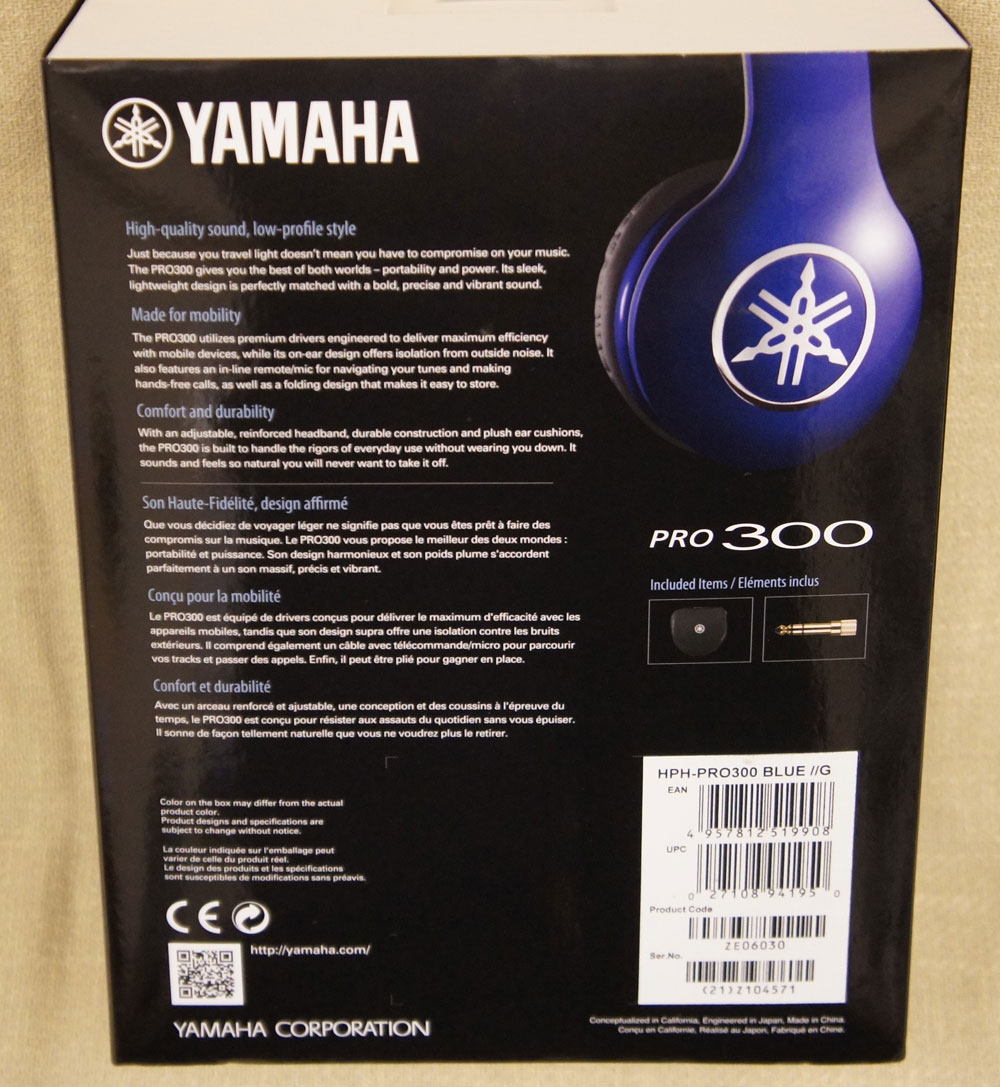 YAMAHA
High-quality sound, low-profile style
Just because you travel light doesn't mean you have to compromise on your music.
The PRO300 gives you the best of both worlds – portability and power. Its sleek,
lightweight design is perfectly matched with a bold, precise and vibrant sound.
Made for mobility
The PRO300 utilizes premium drivers engineered to deliver maximum efficiency
with mobile devices, while its on-ear design offers isolation from outside noise. It
also features an in-line remote/mic for navigating your tunes and making
hands-free calls, as well as a folding design that makes it easy to store.
Comfort and durability
With an adjustable, reinforced headband, durable construction and plush ear cushions,
the PRO300 is built to handle the rigors of everyday use without wearing you down. It
sounds and feels so natural you will never want to take it off.
Son Haute-Fidélité, design affirmé
Que vous décidiez de voyager léger ne signifie pas que vous êtes prêt à faire des
compromis sur la musique. Le PRO300 vous propose le meilleur des deux mondes :
portabilité et puissance. Son design harmonieux et son poids plume s'accordent
parfaitement à un son massif, précis et vibrant.
Conçu pour la mobilité
Le PRO300 est équipé de drivers conçus pour délivrer le maximum d'efficacité avec les
appareils mobiles, tandis que son design supra offre une isolation contre les bruits
extérieurs. Il comprend également un câble avec télécommande/micro pour parcourir
vos tracks et passer des appels. Enfin, il peut être plié pour gagner en place.
Confort et durabilité
Avec un arceau renforcé et ajustable, une conception et des coussins à l'épreuve du
temps, le PRO300 est conçu pour résister aux assauts du quotidien sans vous épuiser.
Il sonne de façon tellement naturelle que vous ne voudrez plus le retirer.
PRO 300
Included Items / Eléments inclus
Color on the box may differ from the actual
product color.
Product designs and specifications are
subject to change without notice.
La couleur indiquée sur l'emballage peut
varier de celle du produit réel.
Le design des produits et les spécifications
sont susceptibles de modifications sans préavis.
CE
http://yamaha.com/
YAMAHA CORPORATION
HPH-PRO300 BLUE //G
EAN
4 957812 519908
UPC
0 27108 94195 0
Product Code
ZE06030
Ser.No.
(21)Z104571
Conceptualized in California, Engineered in Japan, Made in China.
Conçu en Californie, Réalisé au Japon, Fabriqué en Chine.